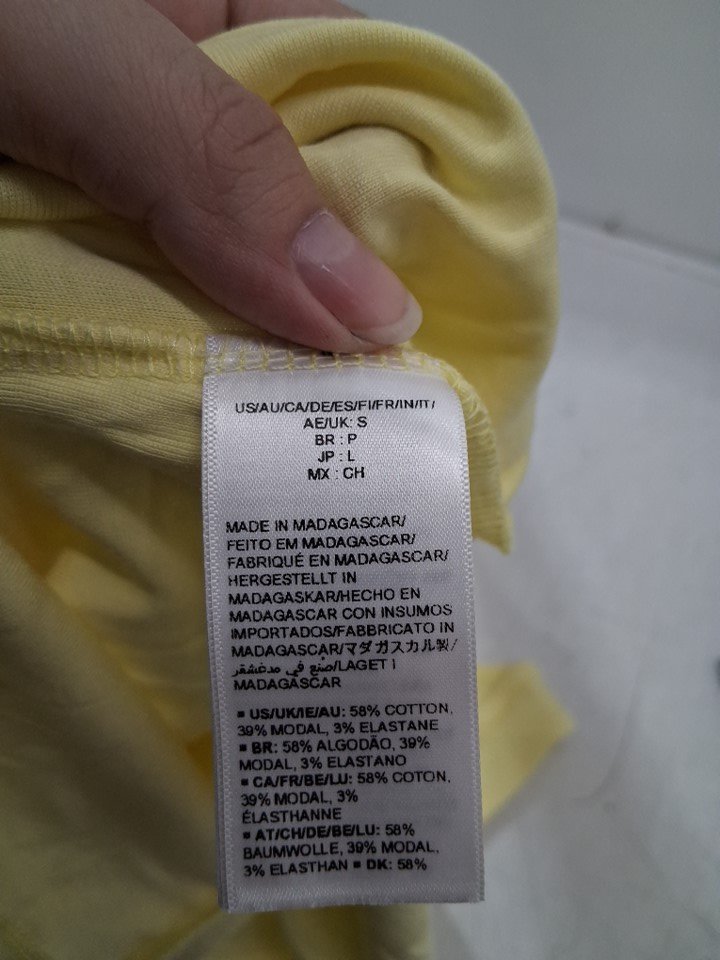 US/AU/CA/DE/ES/FI/FR/IN/IT/
AE/UK: S
BR : P
JP : L
MX : CH
MADE IN MADAGASCAR/
FEITO EM MADAGASCAR/
FABRIQUÉ EN MADAGASCAR/
HERGESTELLT IN
MADAGASKAR/HECHO EN
MADAGASCAR CON INSUMOS
IMPORTADOS/FABBRICATO IN
MADAGASCAR/マダガスカル製/
صُنع في مدغشقر/LAGET I
MADAGASCAR
▪ US/UK/IE/AU: 58% COTTON,
39% MODAL, 3% ELASTANE
▪ BR: 58% ALGODÃO, 39%
MODAL, 3% ELASTANO
▪ CA/FR/BE/LU: 58% COTON,
39% MODAL, 3%
ÉLASTHANNE
▪ AT/CH/DE/BE/LU: 58%
BAUMWOLLE, 39% MODAL,
3% ELASTHAN ▪ DK: 58%